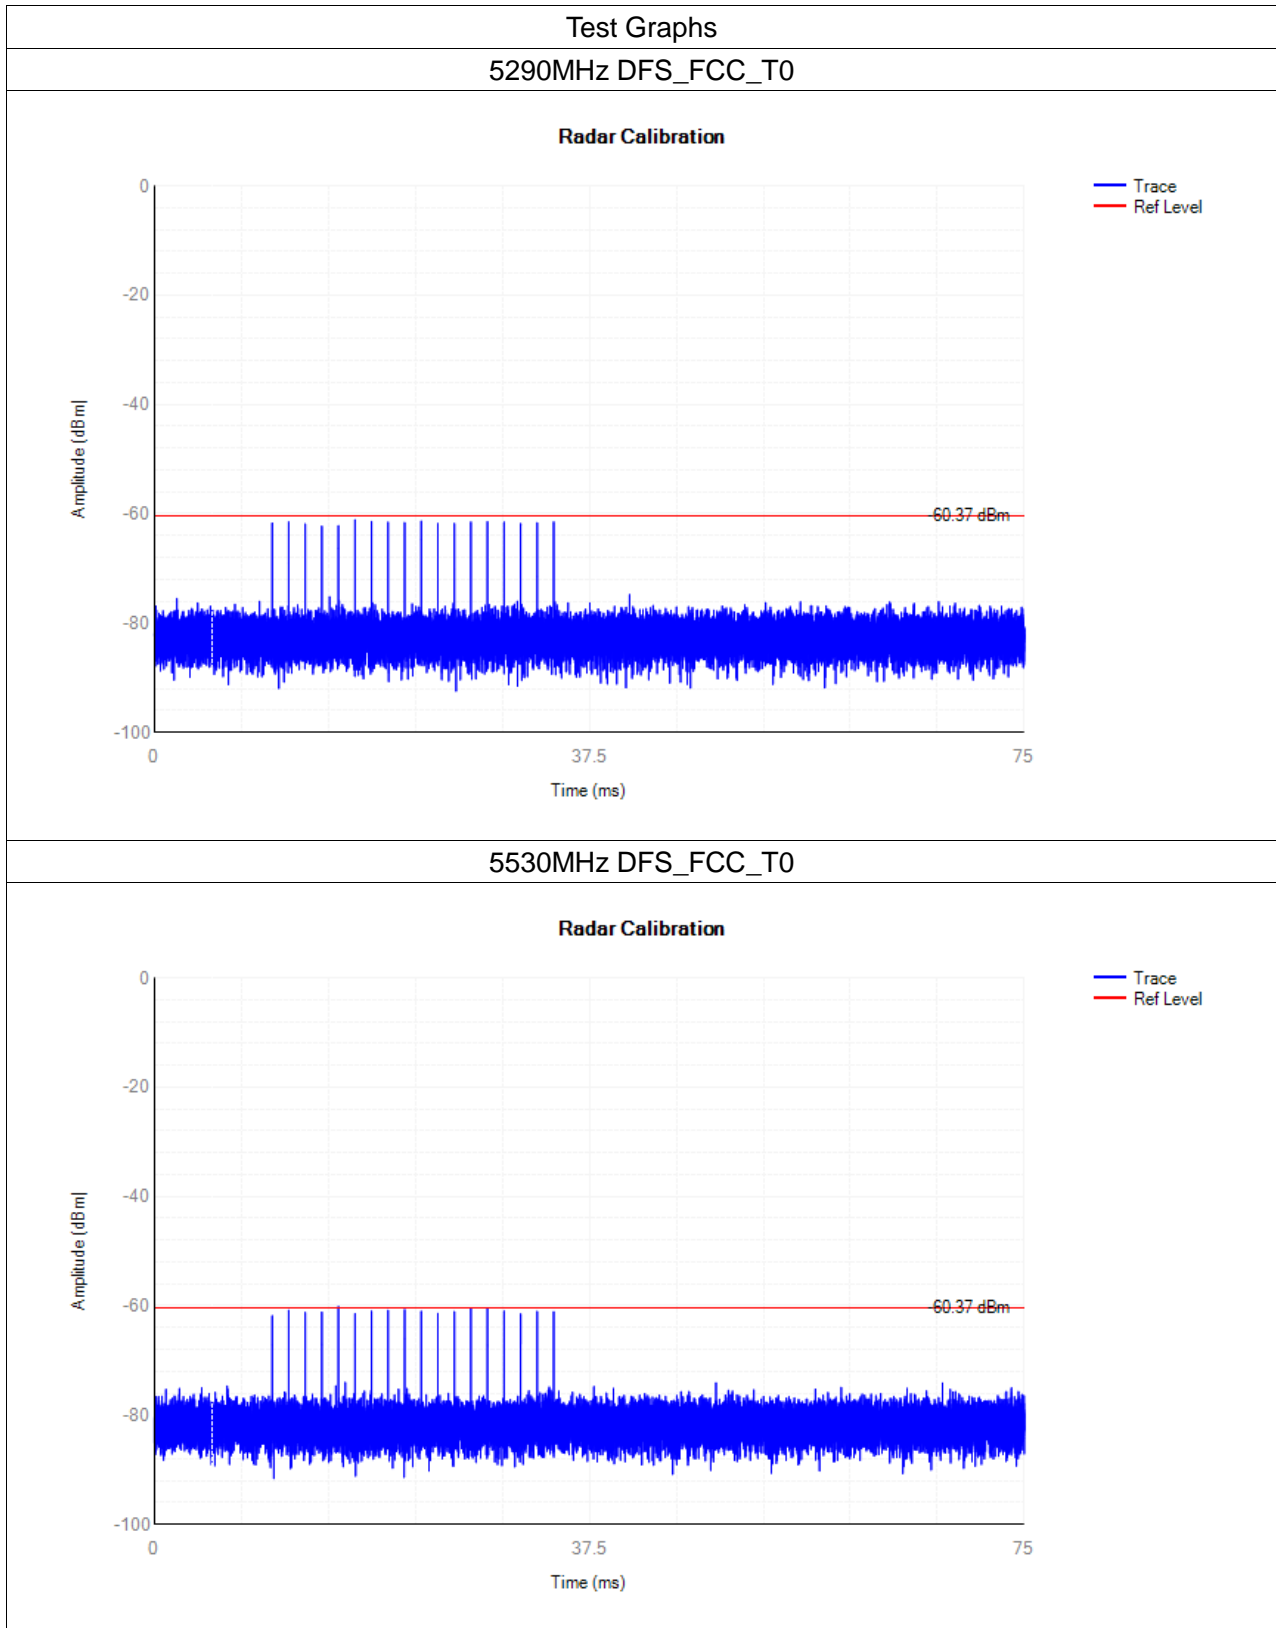 Test Graphs
5290MHz DFS_FCC_T0
Radar Calibration
Trace
Ref Level
0
-20
-40
-60
-80
-100
Amplitude (dBm)
-60.37 dBm
0 37.5 75
Time (ms)
5530MHz DFS_FCC_T0
Radar Calibration
Trace
Ref Level
0
-20
-40
-60
-80
-100
Amplitude (dBm)
-60.37 dBm
0 37.5 75
Time (ms)